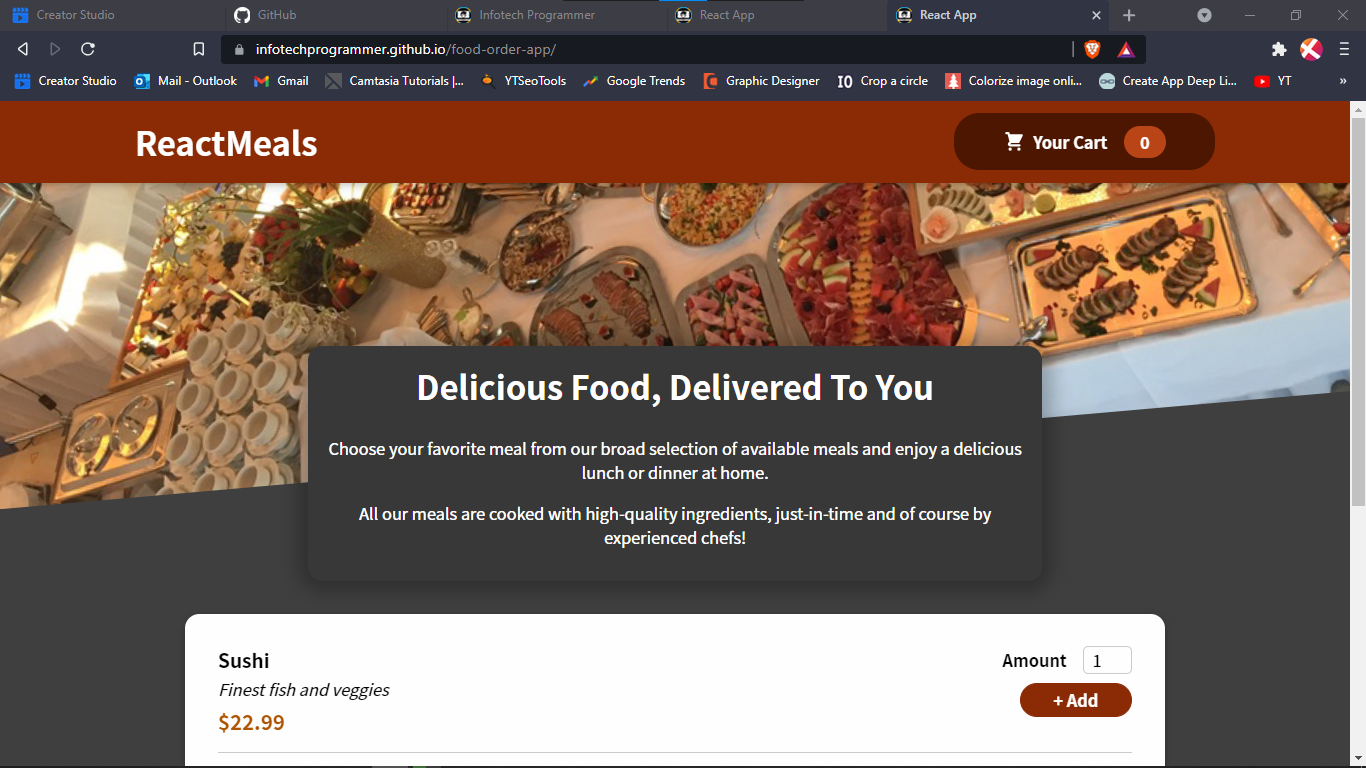 Creator Studio
GitHub
Infotech Programmer
React App
React App
infotechprogrammer.github.io/food-order-app/
Creator Studio
Mail - Outlook
Gmail
Camtasia Tutorials |...
YTSeoTools
Google Trends
Graphic Designer
IO Crop a circle
Colorize image onli...
Create App Deep Li...
YT
»
ReactMeals
Your Cart 0
Delicious Food, Delivered To You
Choose your favorite meal from our broad selection of available meals and enjoy a delicious
lunch or dinner at home.
All our meals are cooked with high-quality ingredients, just-in-time and of course by
experienced chefs!
Sushi
Amount 1
Finest fish and veggies
+ Add
$22.99